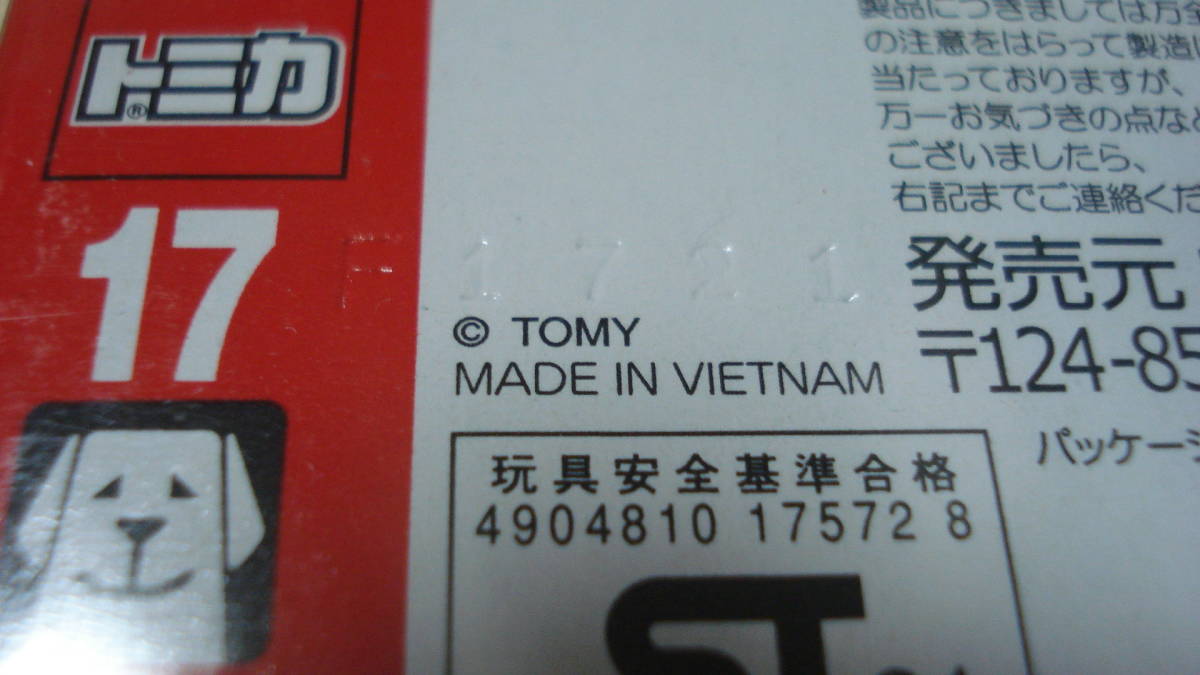 トミカ®
17
F1721
製品につきましては万全
の注意をはらって製造に
当たっておりますが、
万一お気づきの点など
ございましたら、
右記までご連絡くだ
発売元
〒124-85
© TOMY
MADE IN VIETNAM
パッケージ
玩具安全基準合格
4904810 17572 8
ST